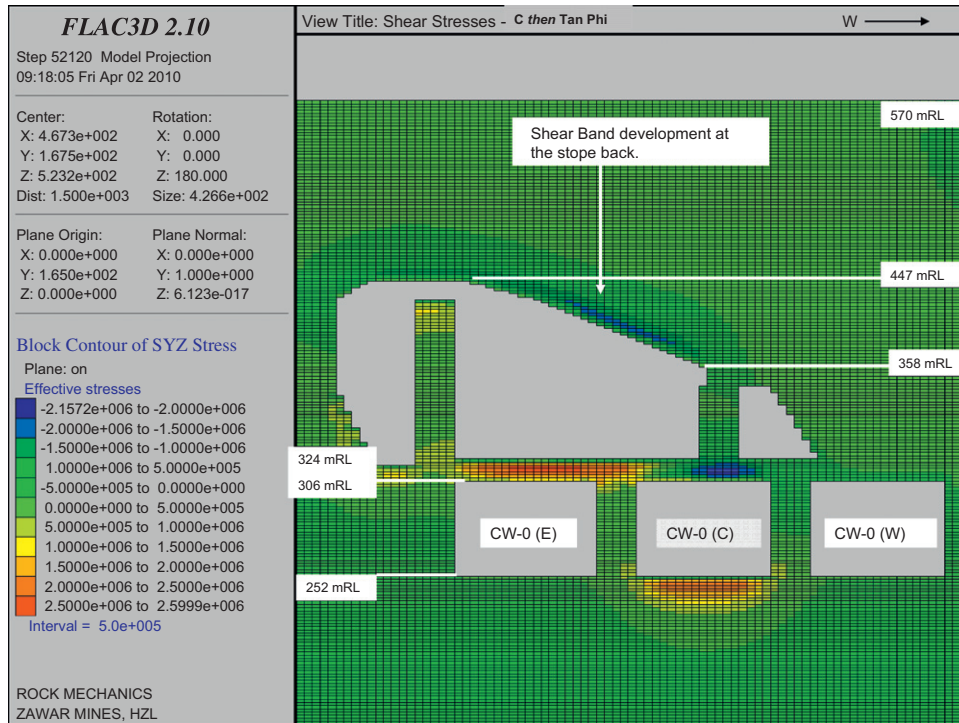 FLAC3D 2.10
Step 52120 Model Projection
09:18:05 Fri Apr 02 2010
Center:
X: 4.673e+002
Y: 1.675e+002
Z: 5.232e+002
Dist: 1.500e+003
Rotation:
X: 0.000
Y: 0.000
Z: 180.000
Size: 4.266e+002
Plane Origin:
X: 0.000e+000
Y: 1.650e+002
Z: 0.000e+000
Plane Normal:
X: 0.000e+000
Y: 1.000e+000
Z: 6.123e-017
Block Contour of SYZ Stress
Plane: on
Effective stresses
-2.1572e+006 to -2.0000e+006
-2.0000e+006 to -1.5000e+006
-1.5000e+006 to -1.0000e+006
1.0000e+006 to 5.0000e+005
-5.0000e+005 to 0.0000e+000
0.0000e+000 to 5.0000e+005
5.0000e+005 to 1.0000e+006
1.0000e+006 to 1.5000e+006
1.5000e+006 to 2.0000e+006
2.0000e+006 to 2.5000e+006
2.5000e+006 to 2.5999e+006
Interval = 5.0e+005
ROCK MECHANICS
ZAWAR MINES, HZL
View Title: Shear Stresses - C then Tan Phi
W
570 mRL
Shear Band development at
the stope back.
447 mRL
358 mRL
324 mRL
306 mRL
CW-0 (E)
CW-0 (C)
CW-0 (W)
252 mRL